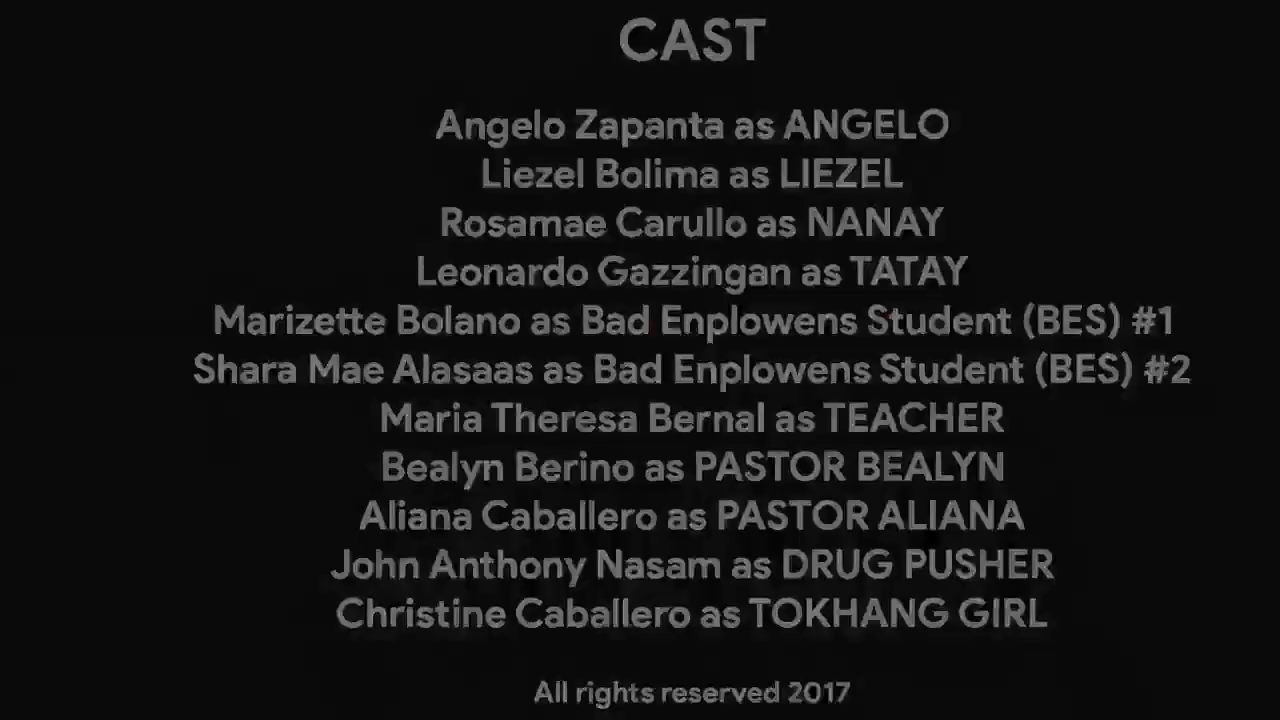 CAST
Angelo Zapanta as ANGELO
Liezel Bolima as LIEZEL
Rosamae Carullo as NANAY
Leonardo Gazzingan as TATAY
Marizette Bolano as Bad Enplowens Student (BES) #1
Shara Mae Alasaas as Bad Enplowens Student (BES) #2
Maria Theresa Bernal as TEACHER
Bealyn Berino as PASTOR BEALYN
Aliana Caballero as PASTOR ALIANA
John Anthony Nasam as DRUG PUSHER
Christine Caballero as TOKHANG GIRL
All rights reserved 2017